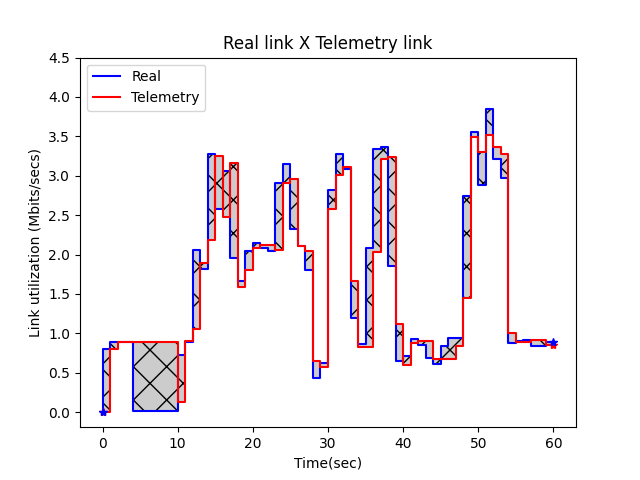 Real link X Telemetry link
Real
Telemetry
Link utilization (Mbits/secs)
4.5
4.0
3.5
3.0
2.5
2.0
1.5
1.0
0.5
0.0
0 10 20 30 40 50 60
Time(sec)